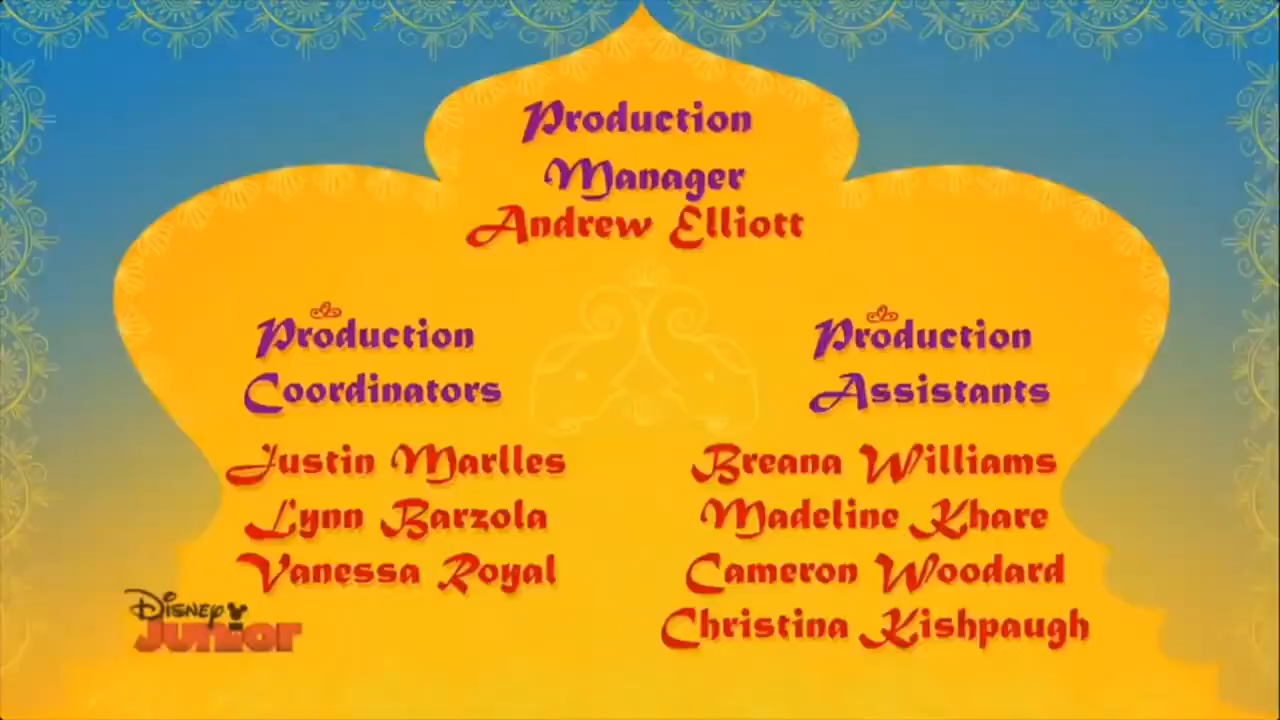 Production
Manager
Andrew Elliott
Production
Coordinators
Justin Marlles
Lynn Barzola
Vanessa Royal
Production
Assistants
Breana Williams
Madeline Khare
Cameron Woodard
Christina Kishpaugh
Disney
Junior